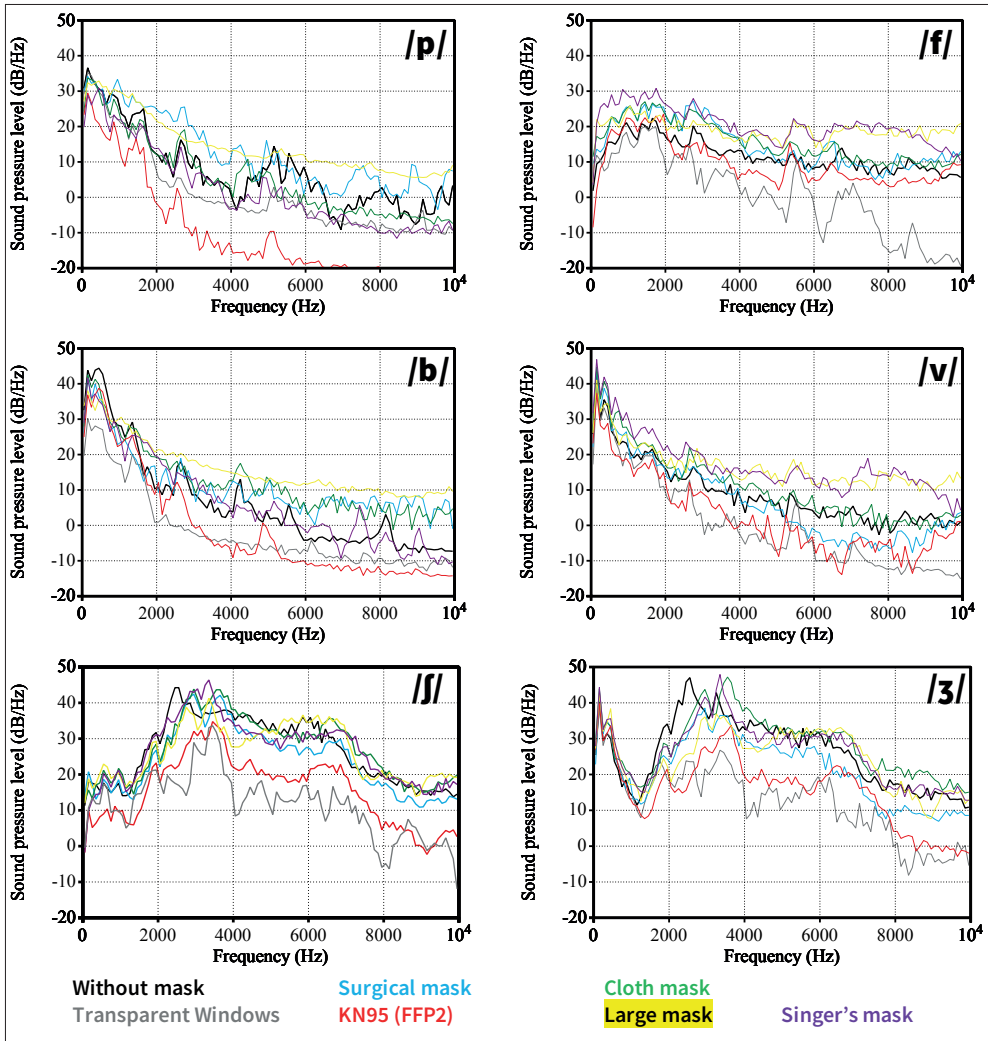 /p/
Sound pressure level (dB/Hz)
50
40
30
20
10
0
-10
-20
0 2000 4000 6000 8000 10⁴
Frequency (Hz)
/f/
Sound pressure level (dB/Hz)
50
40
30
20
10
0
-10
-20
0 2000 4000 6000 8000 10⁴
Frequency (Hz)
/b/
Sound pressure level (dB/Hz)
50
40
30
20
10
0
-10
-20
0 2000 4000 6000 8000 10⁴
Frequency (Hz)
/v/
Sound pressure level (dB/Hz)
50
40
30
20
10
0
-10
-20
0 2000 4000 6000 8000 10⁴
Frequency (Hz)
/ʃ/
Sound pressure level (dB/Hz)
50
40
30
20
10
0
-10
-20
0 2000 4000 6000 8000 10⁴
Frequency (Hz)
/ʒ/
Sound pressure level (dB/Hz)
50
40
30
20
10
0
-10
-20
0 2000 4000 6000 8000 10⁴
Frequency (Hz)
Without mask Surgical mask Cloth mask
Transparent Windows KN95 (FFP2) Large mask Singer's mask